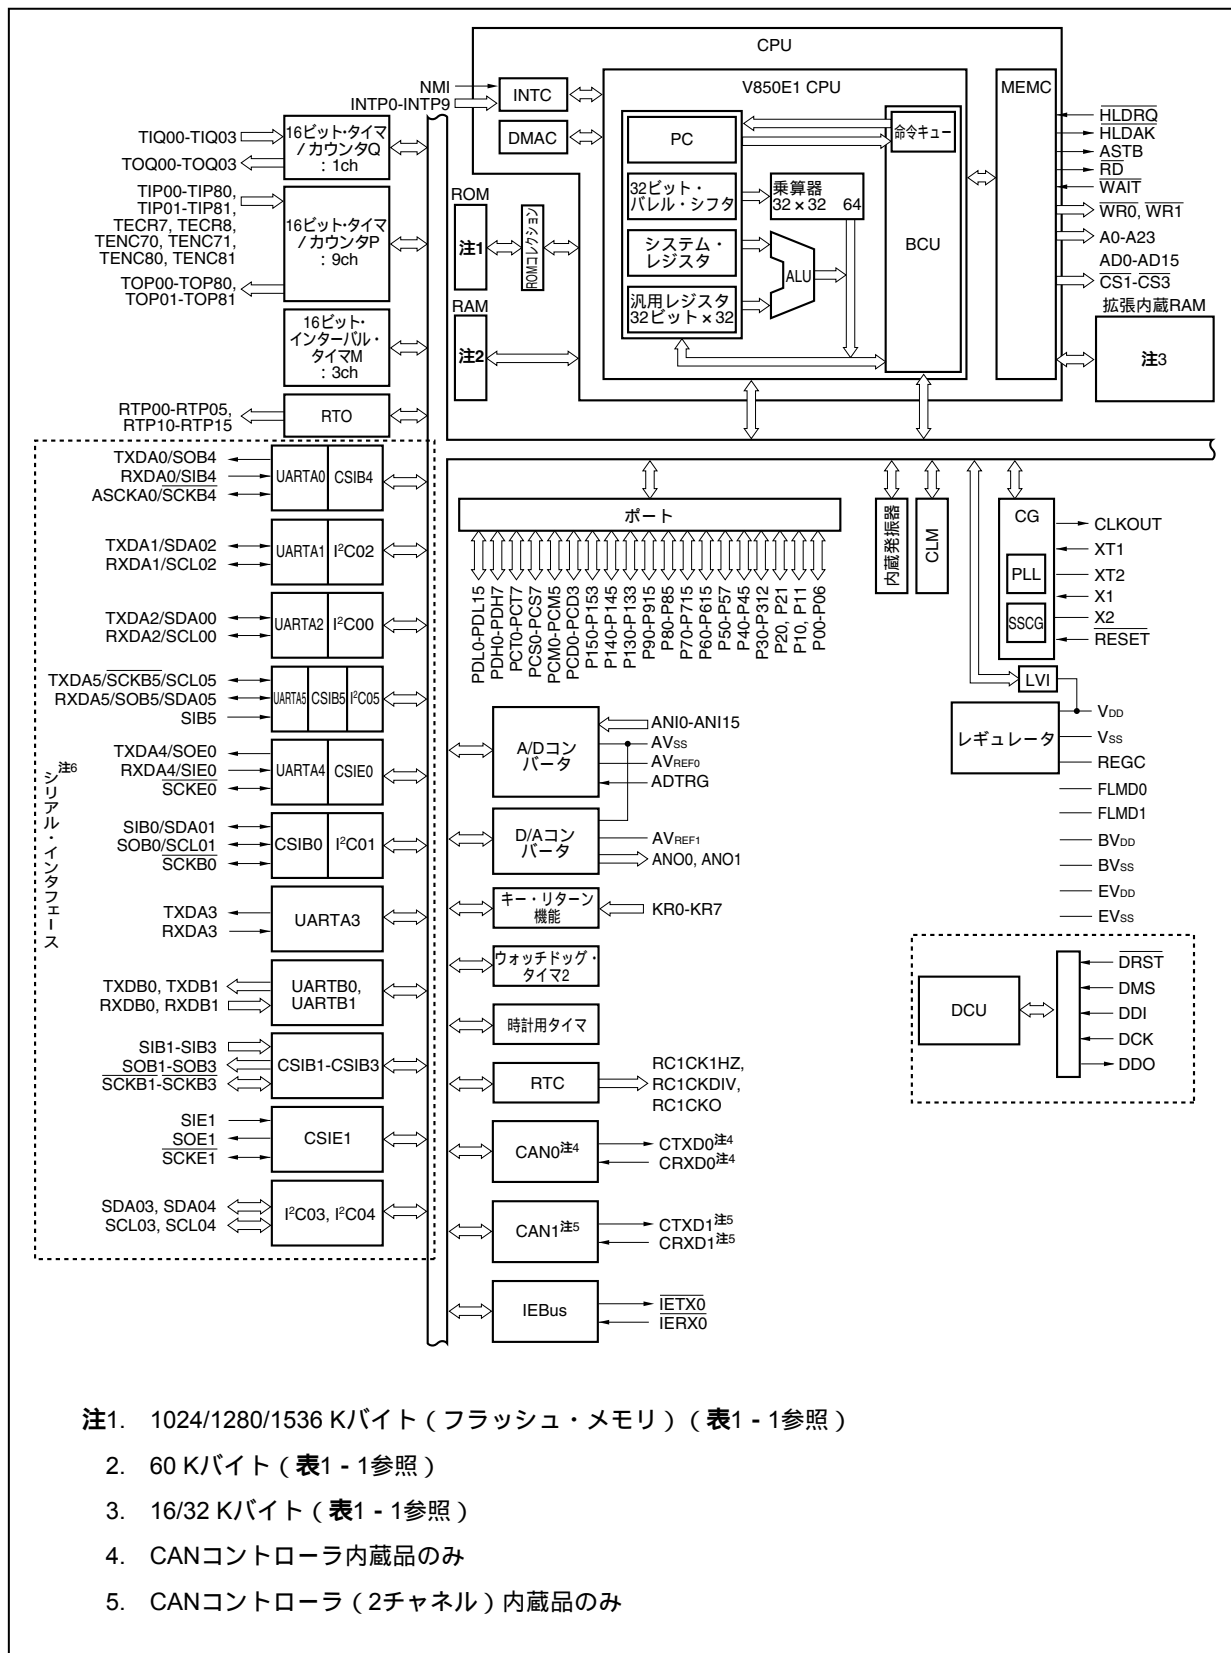 CPU
NMI
INTP0-INTP9
INTC
DMAC
V850E1 CPU
PC
32ビット・
バレル・シフタ
システム・
レジスタ
汎用レジスタ
32ビット×32
乗算器
32×32 64
ALU
命令キュー
BCU
MEMC
HLDRQ
HLDAK
ASTB
RD
WAIT
WR0, WR1
A0-A23
AD0-AD15
CS1-CS3
拡張内蔵RAM
注3
ROM
注1
ROMコレクション
RAM
注2
TIQ00-TIQ03
TOQ00-TOQ03
16ビット・タイマ
/カウンタQ
: 1ch
TIP00-TIP80,
TIP01-TIP81,
TECR7, TECR8,
TENC70, TENC71,
TENC80, TENC81
TOP00-TOP80,
TOP01-TOP81
16ビット・タイマ
/カウンタP
: 9ch
16ビット・
インターバル・
タイマM
: 3ch
RTP00-RTP05,
RTP10-RTP15
RTO
シリアル・インタフェース注6
TXDA0/SOB4
RXDA0/SIB4
ASCKA0/SCKB4
UARTA0 CSIB4
TXDA1/SDA02
RXDA1/SCL02
UARTA1 I²C02
TXDA2/SDA00
RXDA2/SCL00
UARTA2 I²C00
TXDA5/SCKB5/SCL05
RXDA5/SOB5/SDA05
SIB5
UARTA5 CSIB5 I²C05
TXDA4/SOE0
RXDA4/SIE0
SCKE0
UARTA4 CSIE0
SIB0/SDA01
SOB0/SCL01
SCKB0
CSIB0 I²C01
TXDA3
RXDA3
UARTA3
TXDB0, TXDB1
RXDB0, RXDB1
UARTB0,
UARTB1
SIB1-SIB3
SOB1-SOB3
SCKB1-SCKB3
CSIB1-CSIB3
SIE1
SOE1
SCKE1
CSIE1
SDA03, SDA04
SCL03, SCL04
I²C03, I²C04
ポート
PDL0-PDL15
PDH0-PDH7
PCT0-PCT7
PCS0-PCS7
PCM0-PCM5
PCD0-PCD3
P150-P153
P140-P145
P130-P133
P90-P915
P80-P85
P70-P715
P60-P615
P50-P57
P40-P45
P30-P312
P20, P21
P10, P11
P00-P06
内蔵発振器
CLM
CG
PLL
SSCG
CLKOUT
XT1
XT2
X1
X2
RESET
LVI
レギュレータ
VDD
VSS
REGC
FLMD0
FLMD1
BVDD
BVSS
EVDD
EVSS
A/Dコン
バータ
ANI0-ANI15
AVSS
AVREF0
ADTRG
D/Aコン
バータ
AVREF1
ANO0, ANO1
キー・リターン
機能
KR0-KR7
ウォッチドッグ・
タイマ2
時計用タイマ
RTC
RC1CK1HZ,
RC1CKDIV,
RC1CKO
CAN0注4
CTXD0注4
CRXD0注4
CAN1注5
CTXD1注5
CRXD1注5
IEBus
IETX0
IERX0
DCU
DRST
DMS
DDI
DCK
DDO
注1. 1024/1280/1536 Kバイト（フラッシュ・メモリ）（表1 - 1参照）
2. 60 Kバイト（表1 - 1参照）
3. 16/32 Kバイト（表1 - 1参照）
4. CANコントローラ内蔵品のみ
5. CANコントローラ（2チャネル）内蔵品のみ